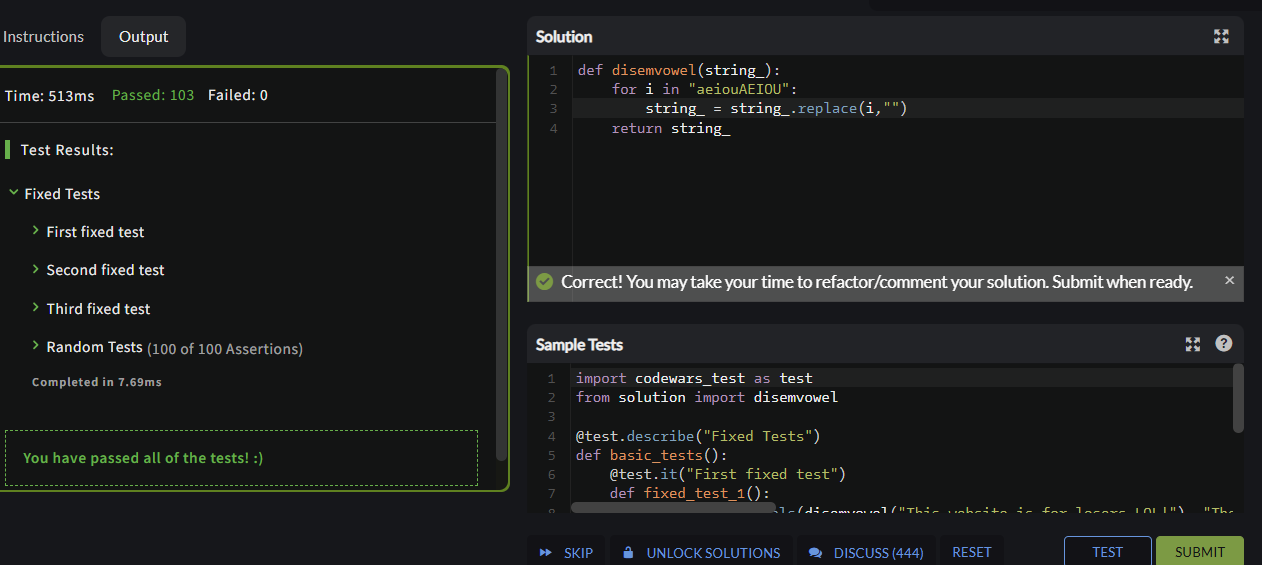 Instructions
Output
Time: 513ms Passed: 103 Failed: 0
Test Results:
Fixed Tests
First fixed test
Second fixed test
Third fixed test
Random Tests (100 of 100 Assertions)
Completed in 7.69ms
You have passed all of the tests! :)
Solution
1 def disemvowel(string_):
2     for i in "aeiouAEIOU":
3         string_ = string_.replace(i,"")
4     return string_
Correct! You may take your time to refactor/comment your solution. Submit when ready.
Sample Tests
?
1 import codewars_test as test
2 from solution import disemvowel
3
4 @test.describe("Fixed Tests")
5 def basic_tests():
6     @test.it("First fixed test")
7     def fixed_test_1():
8 (disemvowel("This website is for losers LOL!"),
SKIP
UNLOCK SOLUTIONS
DISCUSS (444)
RESET
TEST
SUBMIT